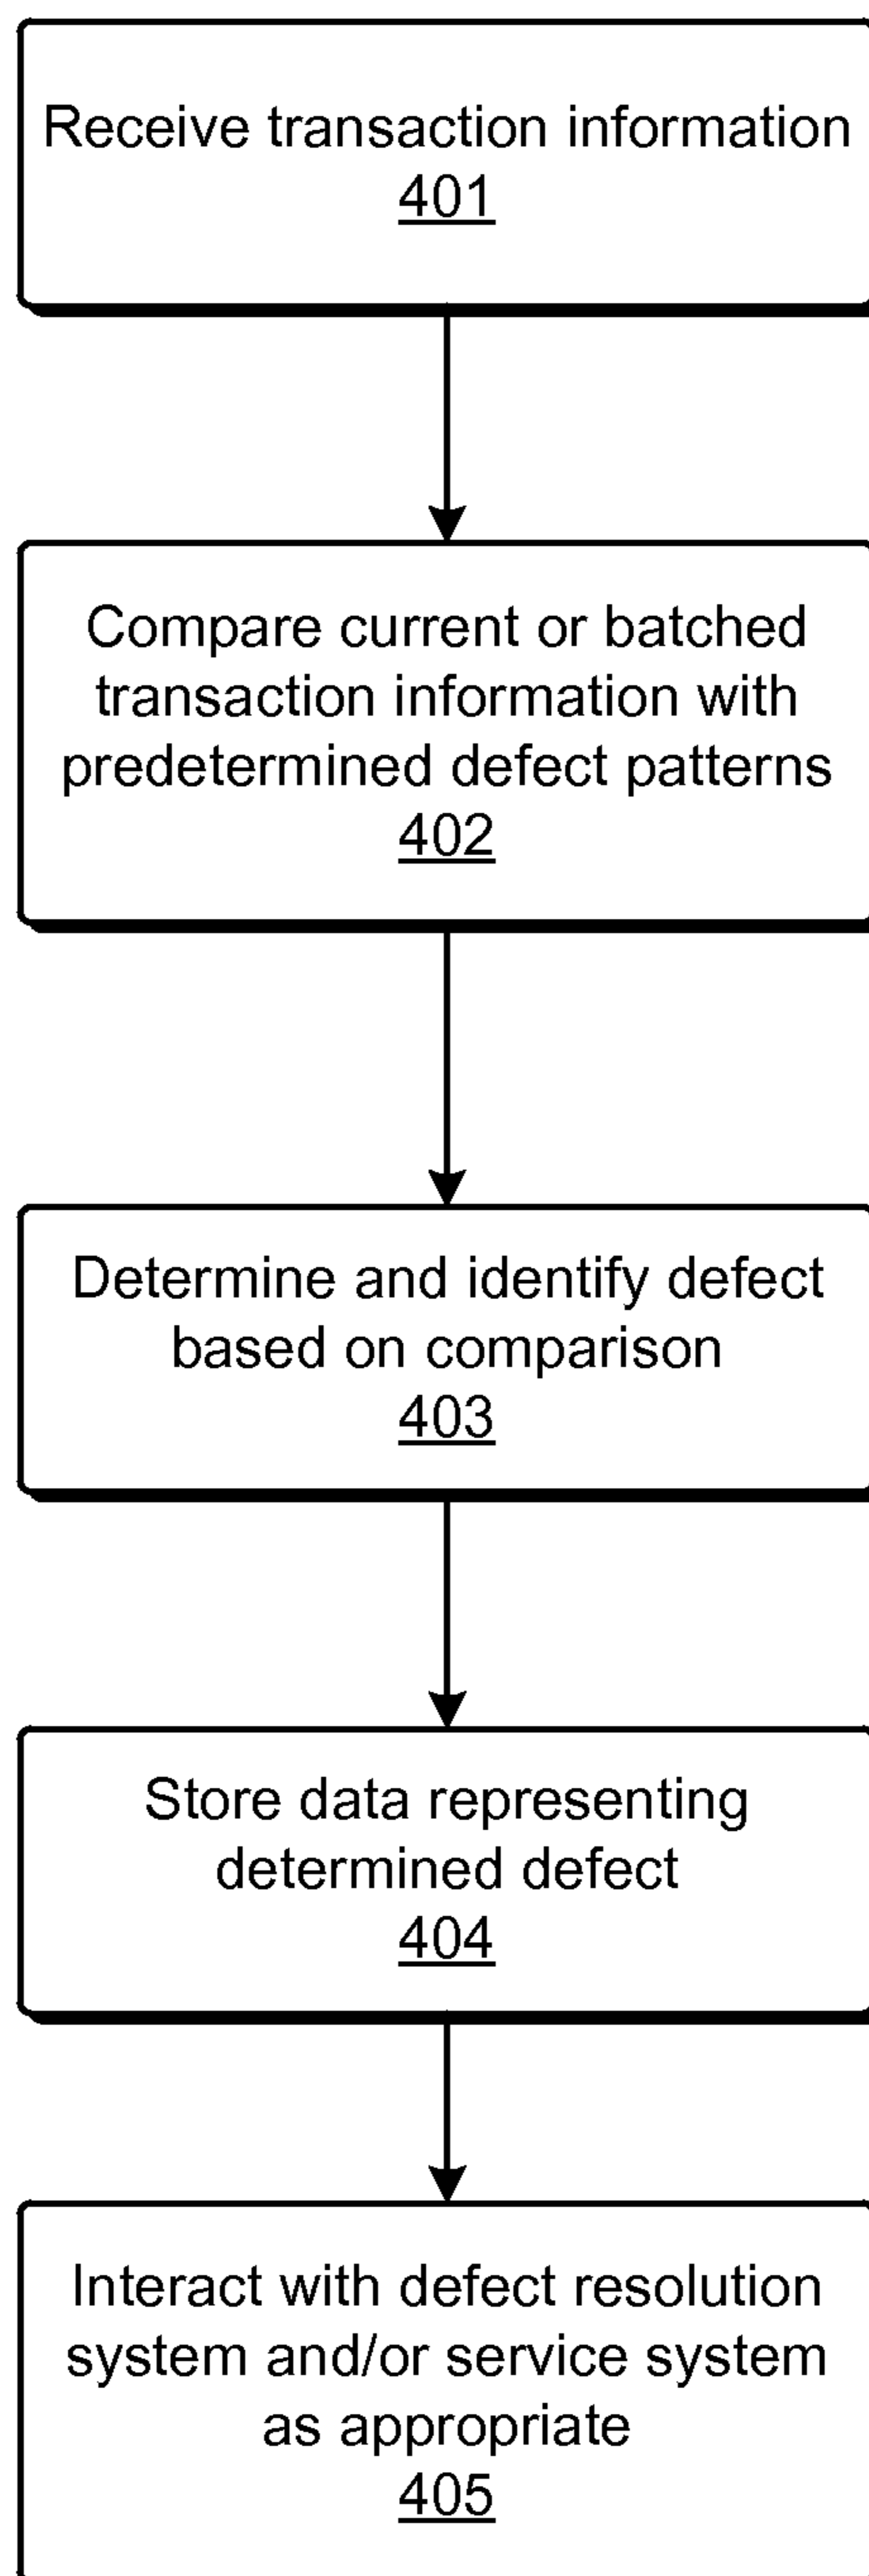 Receive transaction information
401
Compare current or batched
transaction information with
predetermined defect patterns
402
Determine and identify defect
based on comparison
403
Store data representing
determined defect
404
Interact with defect resolution
system and/or service system
as appropriate
405